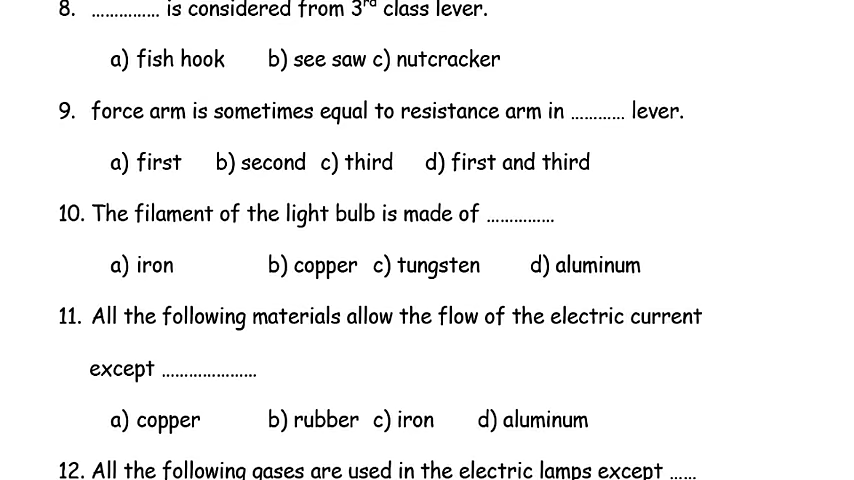 8. ............... is considered from 3rd class lever.
a) fish hook b) see saw c) nutcracker
9. force arm is sometimes equal to resistance arm in ............ lever.
a) first b) second c) third d) first and third
10. The filament of the light bulb is made of ...............
a) iron b) copper c) tungsten d) aluminum
11. All the following materials allow the flow of the electric current
except .....................
a) copper b) rubber c) iron d) aluminum
12. All the following gases are used in the electric lamps except ......